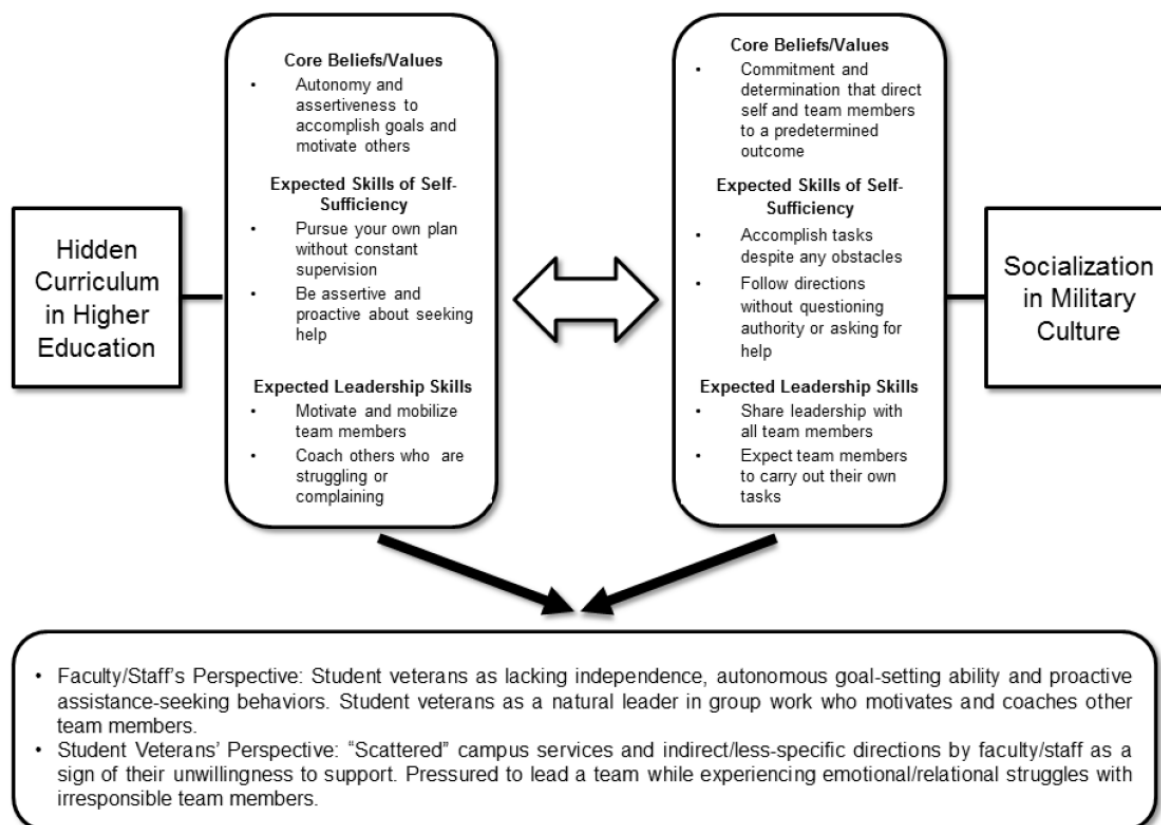 Hidden
Curriculum
in Higher
Education
Core Beliefs/Values
• Autonomy and
assertiveness to
accomplish goals and
motivate others
Expected Skills of Self-
Sufficiency
• Pursue your own plan
without constant
supervision
• Be assertive and
proactive about seeking
help
Expected Leadership Skills
• Motivate and mobilize
team members
• Coach others who are
struggling or
complaining
Core Beliefs/Values
• Commitment and
determination that direct
self and team members
to a predetermined
outcome
Expected Skills of Self-
Sufficiency
• Accomplish tasks
despite any obstacles
• Follow directions
without questioning
authority or asking for
help
Expected Leadership Skills
• Share leadership with
all team members
• Expect team members
to carry out their own
tasks
Socialization
in Military
Culture
• Faculty/Staff's Perspective: Student veterans as lacking independence, autonomous goal-setting ability and proactive
assistance-seeking behaviors. Student veterans as a natural leader in group work who motivates and coaches other
team members.
• Student Veterans' Perspective: “Scattered” campus services and indirect/less-specific directions by faculty/staff as a
sign of their unwillingness to support. Pressured to lead a team while experiencing emotional/relational struggles with
irresponsible team members.